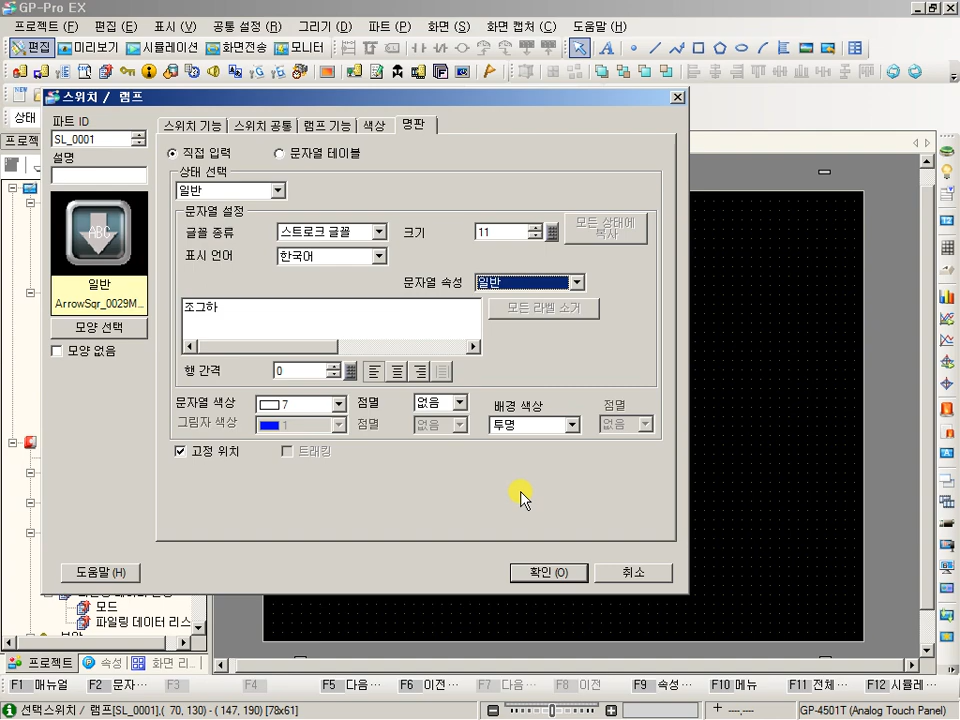 GP-Pro EX
프로젝트 (F) 편집 (E) 표시 (V) 공통 설정 (R) 그리기 (D) 파트 (P) 화면 (S) 화면 캡처 (C) 도움말 (H)
편집 미리보기 시뮬레이션 화면전송 모니터
스위치 / 램프
상태
프로젝
파트 ID
SL_0001
설명
ABC
일반
ArrowSqr_0029M...
모양 선택
모양 없음
스위치 기능 스위치 공통 램프 기능 색상 명판
직접 입력 문자열 테이블
상태 선택
일반
문자열 설정
글꼴 종류 스트로크 글꼴 크기 11 모든 상태에 복사
표시 언어 한국어
문자열 속성 일반
조그하 모든 라벨 소거
행 간격 0
문자열 색상 7 점멸 없음 배경 색상 점멸
그림자 색상 1 점멸 없음 투명 없음
고정 위치 트래킹
도움말 (H) 확인 (O) 취소
모드
파일링 데이터 리스
프로젝트 속성 화면 리...
F1 매뉴얼 F2 문자… F3 F4 F5 다음… F6 이전… F7 다음… F8 이전 F9 속성… F10 메뉴 F11 전체… F12 시뮬레…
선택스위치 / 램프[SL_0001],( 70, 130) - ( 147, 190) [78x61] GP-4501T (Analog Touch Panel)